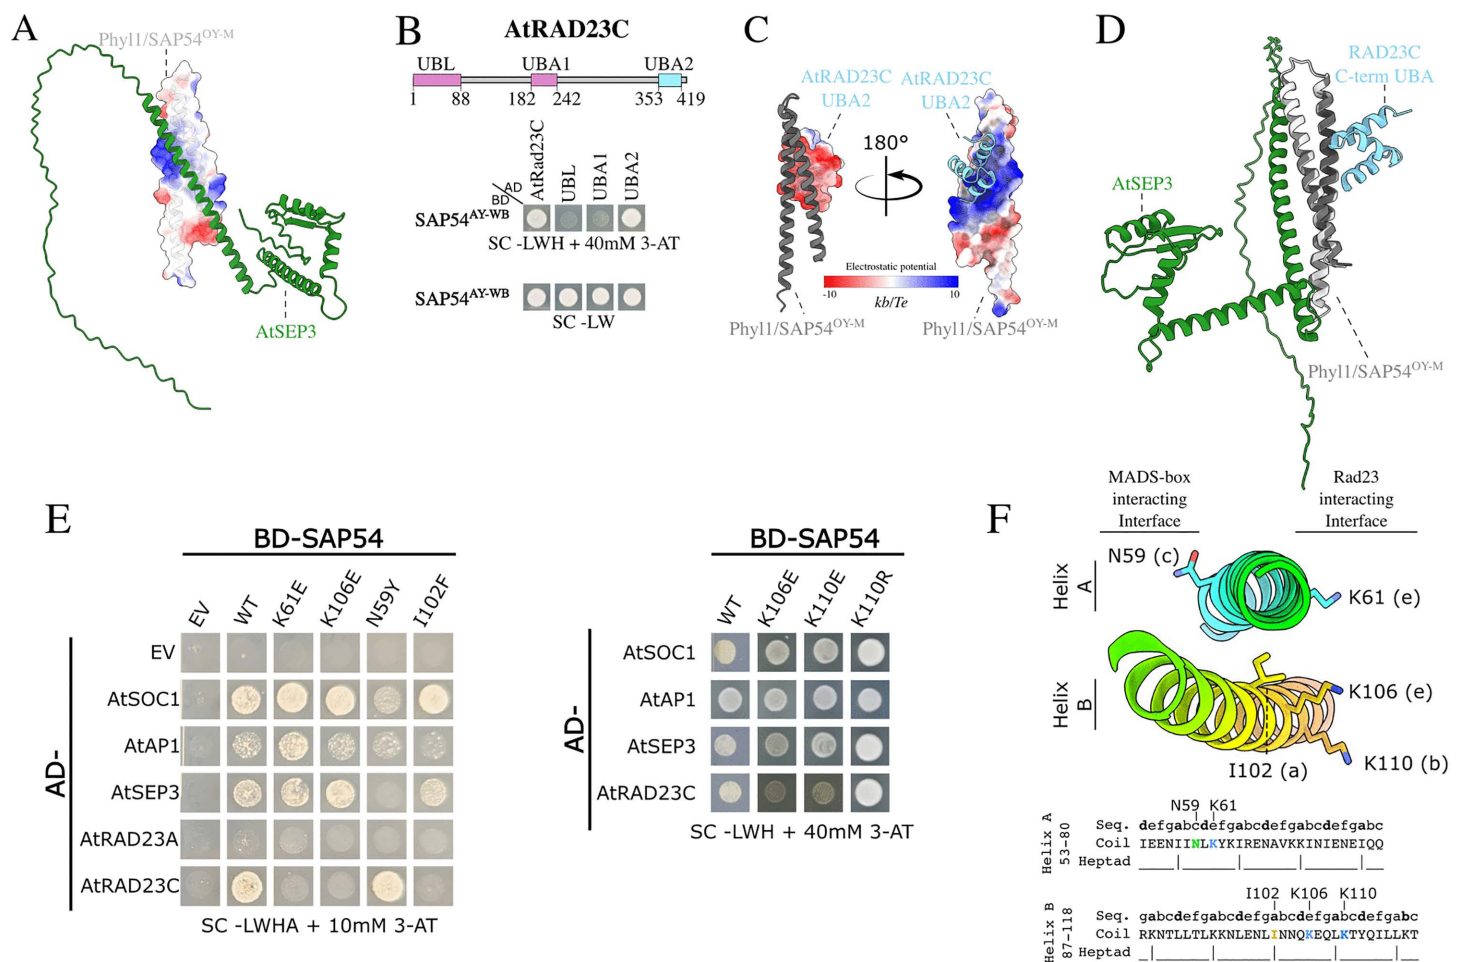 A
Phyl1/SAP54OY-M
AtSEP3
B
AtRAD23C
UBL UBA1 UBA2
1 88 182 242 353 419
AD
BD
AtRad23C
UBL
UBA1
UBA2
SAP54AY-WB
SC -LWH + 40mM 3-AT
SAP54AY-WB
SC -LW
C
AtRAD23C
UBA2
AtRAD23C
UBA2
180°
Electrostatic potential
-10 kb/Te 10
Phyl1/SAP54OY-M
Phyl1/SAP54OY-M
D
RAD23C
C-term UBA
AtSEP3
Phyl1/SAP54OY-M
E
BD-SAP54
EV WT K61E K106E N59Y I102F
AD-
EV
AtSOC1
AtAP1
AtSEP3
AtRAD23A
AtRAD23C
SC -LWHA + 10mM 3-AT
BD-SAP54
WT K106E K110E K110R
AD-
AtSOC1
AtAP1
AtSEP3
AtRAD23C
SC -LWH + 40mM 3-AT
F
MADS-box
interacting
Interface
Rad23
interacting
Interface
Helix
A
N59 (c)
K61 (e)
Helix
B
K106 (e)
I102 (a)
K110 (b)
Helix A
53-80
N59 K61
Seq. defgabcdefgabcdefgabcdefgabc
Coil IEENIINLKYKIRENAVKKINIENEIQQ
Heptad
Helix B
87-118
I102 K106 K110
Seq. gabcdefgabcdefgabcdefgabcdefgabc
Coil RKNTLLTLKKNLENLINNQKEQLKTYQILLKT
Heptad